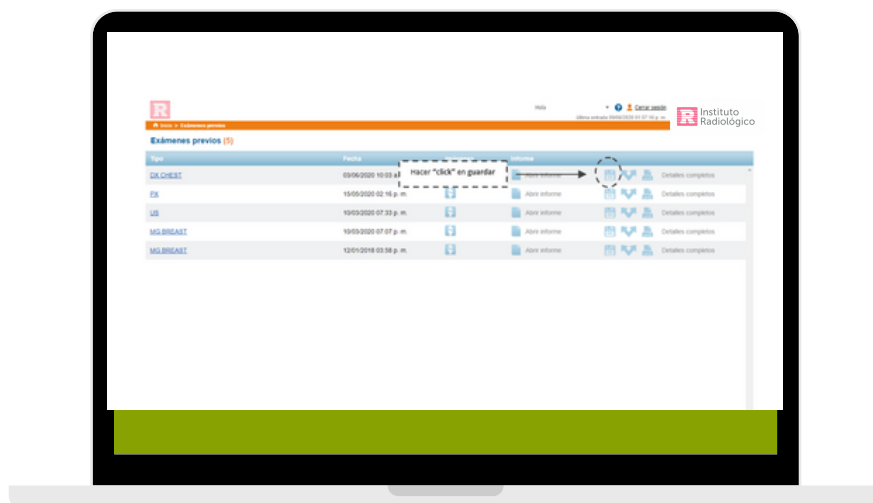 R
Hola
Cerrar sesión
R Instituto
Radiológico
Inicio > Exámenes previos
Exámenes previos (5)
Tipo Fecha Informe
DX CHEST 03/06/2020 10:03 a Hacer "click" en guardar Abrir informe Detalles completos
PX 15/05/2020 02:16 p. m. Abrir informe Detalles completos
US 10/03/2020 07:33 p. m. Abrir informe Detalles completos
MG BREAST 10/03/2020 07:07 p. m. Abrir informe Detalles completos
MG BREAST 12/01/2018 03:58 p. m. Abrir informe Detalles completos